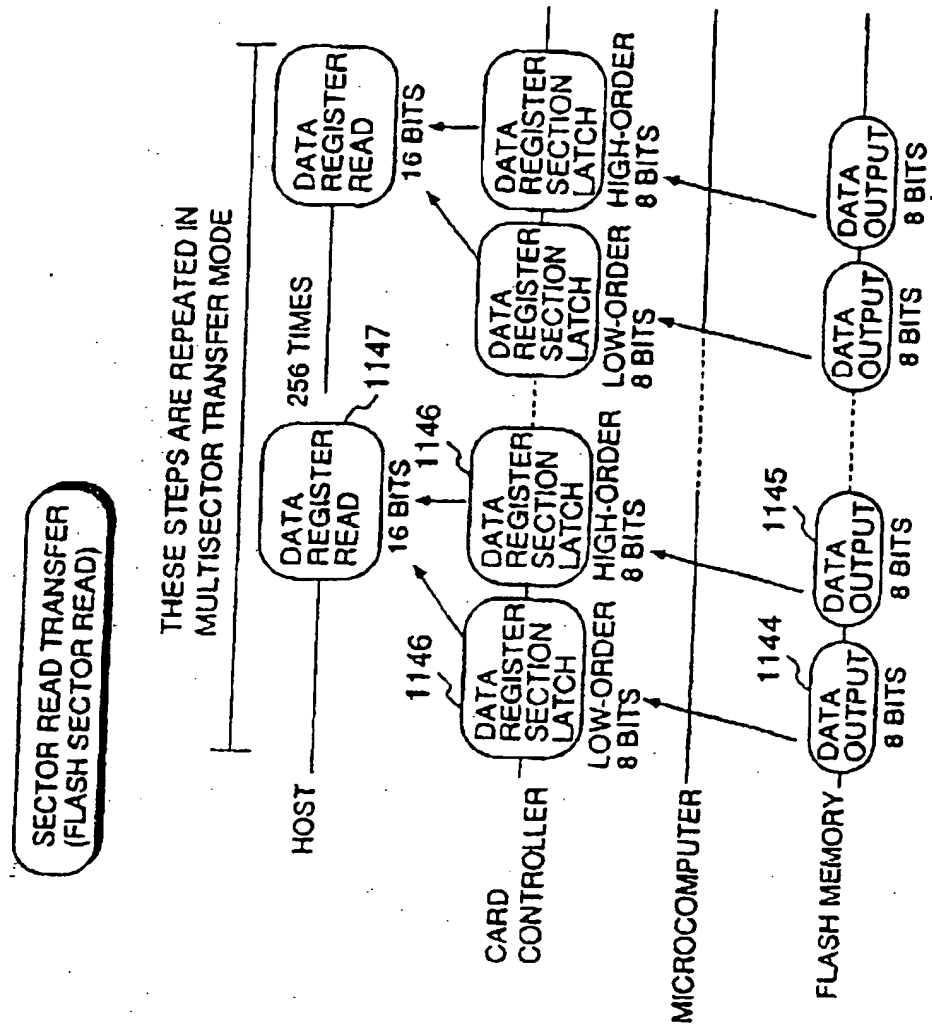 SECTOR READ TRANSFER
(FLASH SECTOR READ)
THESE STEPS ARE REPEATED IN
MULTISECTOR TRANSFER MODE
HOST
DATA
REGISTER
READ
1147
256 TIMES
DATA
REGISTER
READ
16 BITS
16 BITS
CARD
CONTROLLER
1146
DATA
REGISTER
SECTION
LATCH
1146
DATA
REGISTER
SECTION
LATCH
DATA
REGISTER
SECTION
LATCH
DATA
REGISTER
SECTION
LATCH
LOW-ORDER
8 BITS
HIGH-ORDER
8 BITS
LOW-ORDER
8 BITS
HIGH-ORDER
8 BITS
MICROCOMPUTER
FLASH MEMORY
1144
DATA
OUTPUT
1145
DATA
OUTPUT
DATA
OUTPUT
DATA
OUTPUT
8 BITS
8 BITS
8 BITS
8 BITS